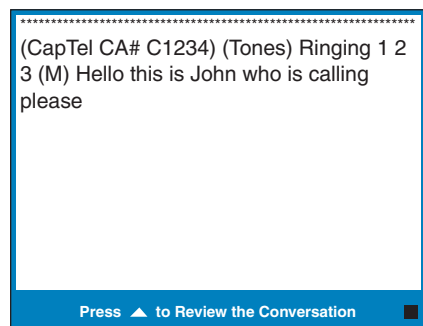 ****************************************************************
(CapTel CA# C1234) (Tones) Ringing 1 2
3 (M) Hello this is John who is calling
please
Press ▲ to Review the Conversation